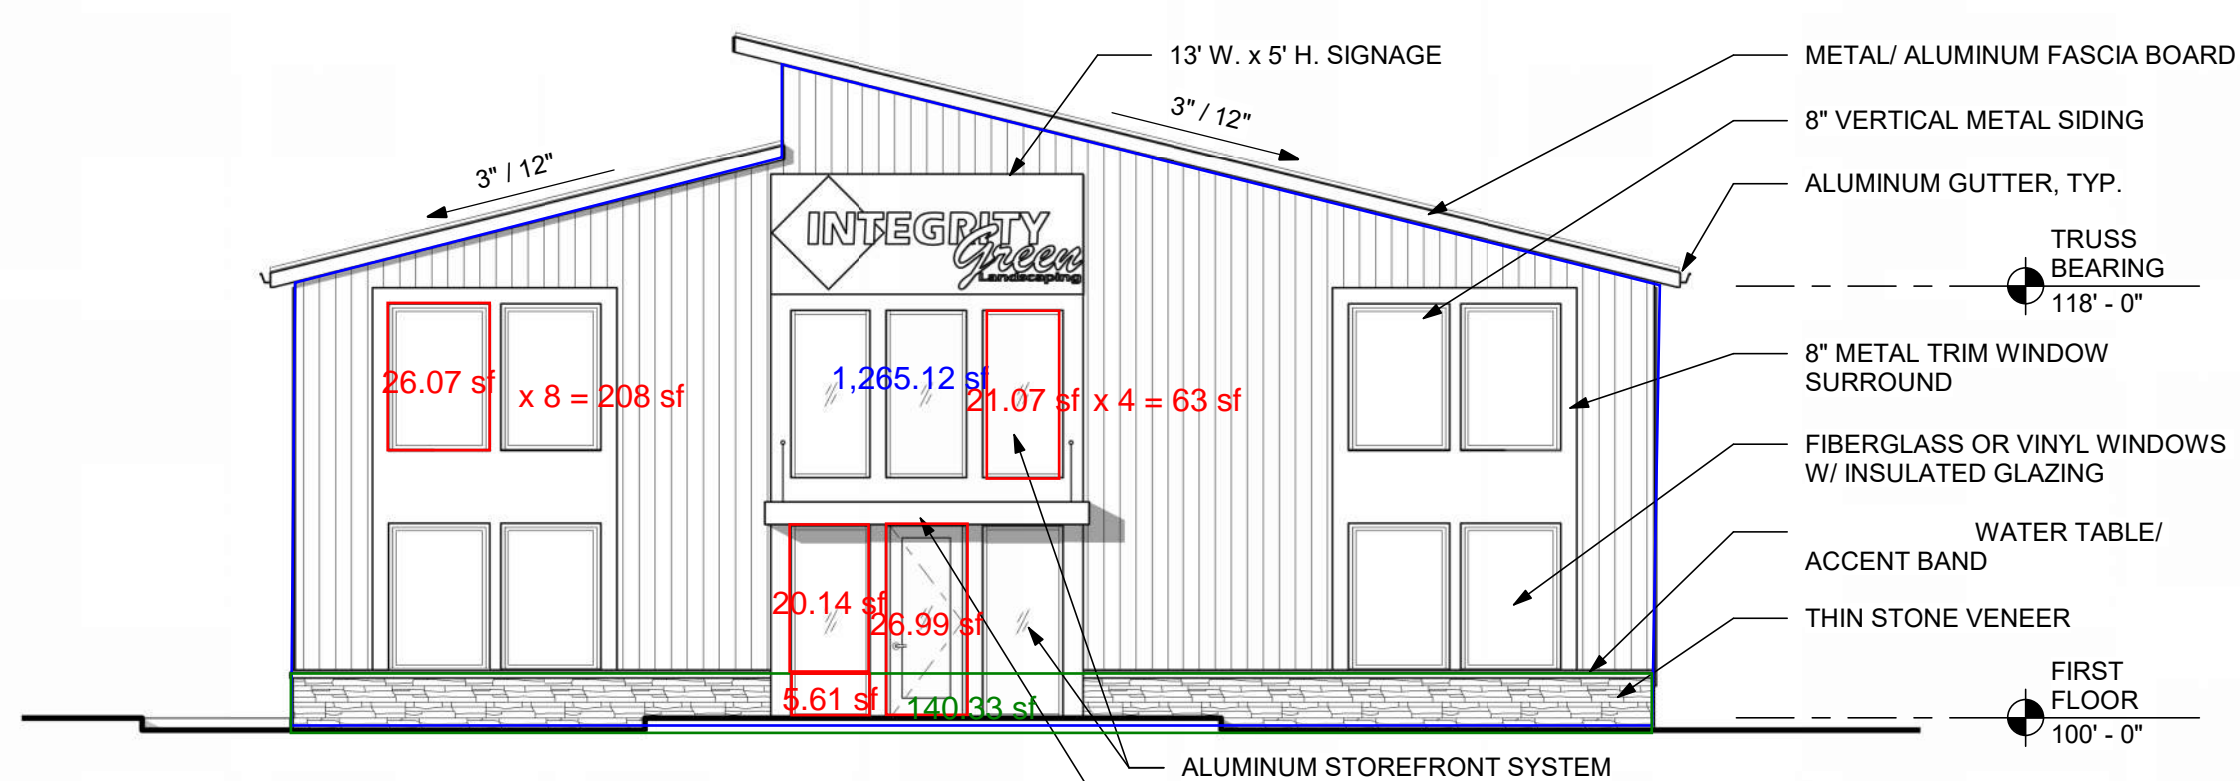 13' W. x 5' H. SIGNAGE
METAL/ ALUMINUM FASCIA BOARD
3" / 12"
8" VERTICAL METAL SIDING
3" / 12"
ALUMINUM GUTTER, TYP.
INTEGRITY
Green
Landscaping
TRUSS
BEARING
118' - 0"
8" METAL TRIM WINDOW
SURROUND
26.07 sf
x 8 = 208 sf
1,265.12 sf
21.07 sf x 4 = 63 sf
FIBERGLASS OR VINYL WINDOWS
W/ INSULATED GLAZING
WATER TABLE/
ACCENT BAND
20.14 sf
26.99 sf
THIN STONE VENEER
5.61 sf
140.33 sf
FIRST
FLOOR
100' - 0"
ALUMINUM STOREFRONT SYSTEM